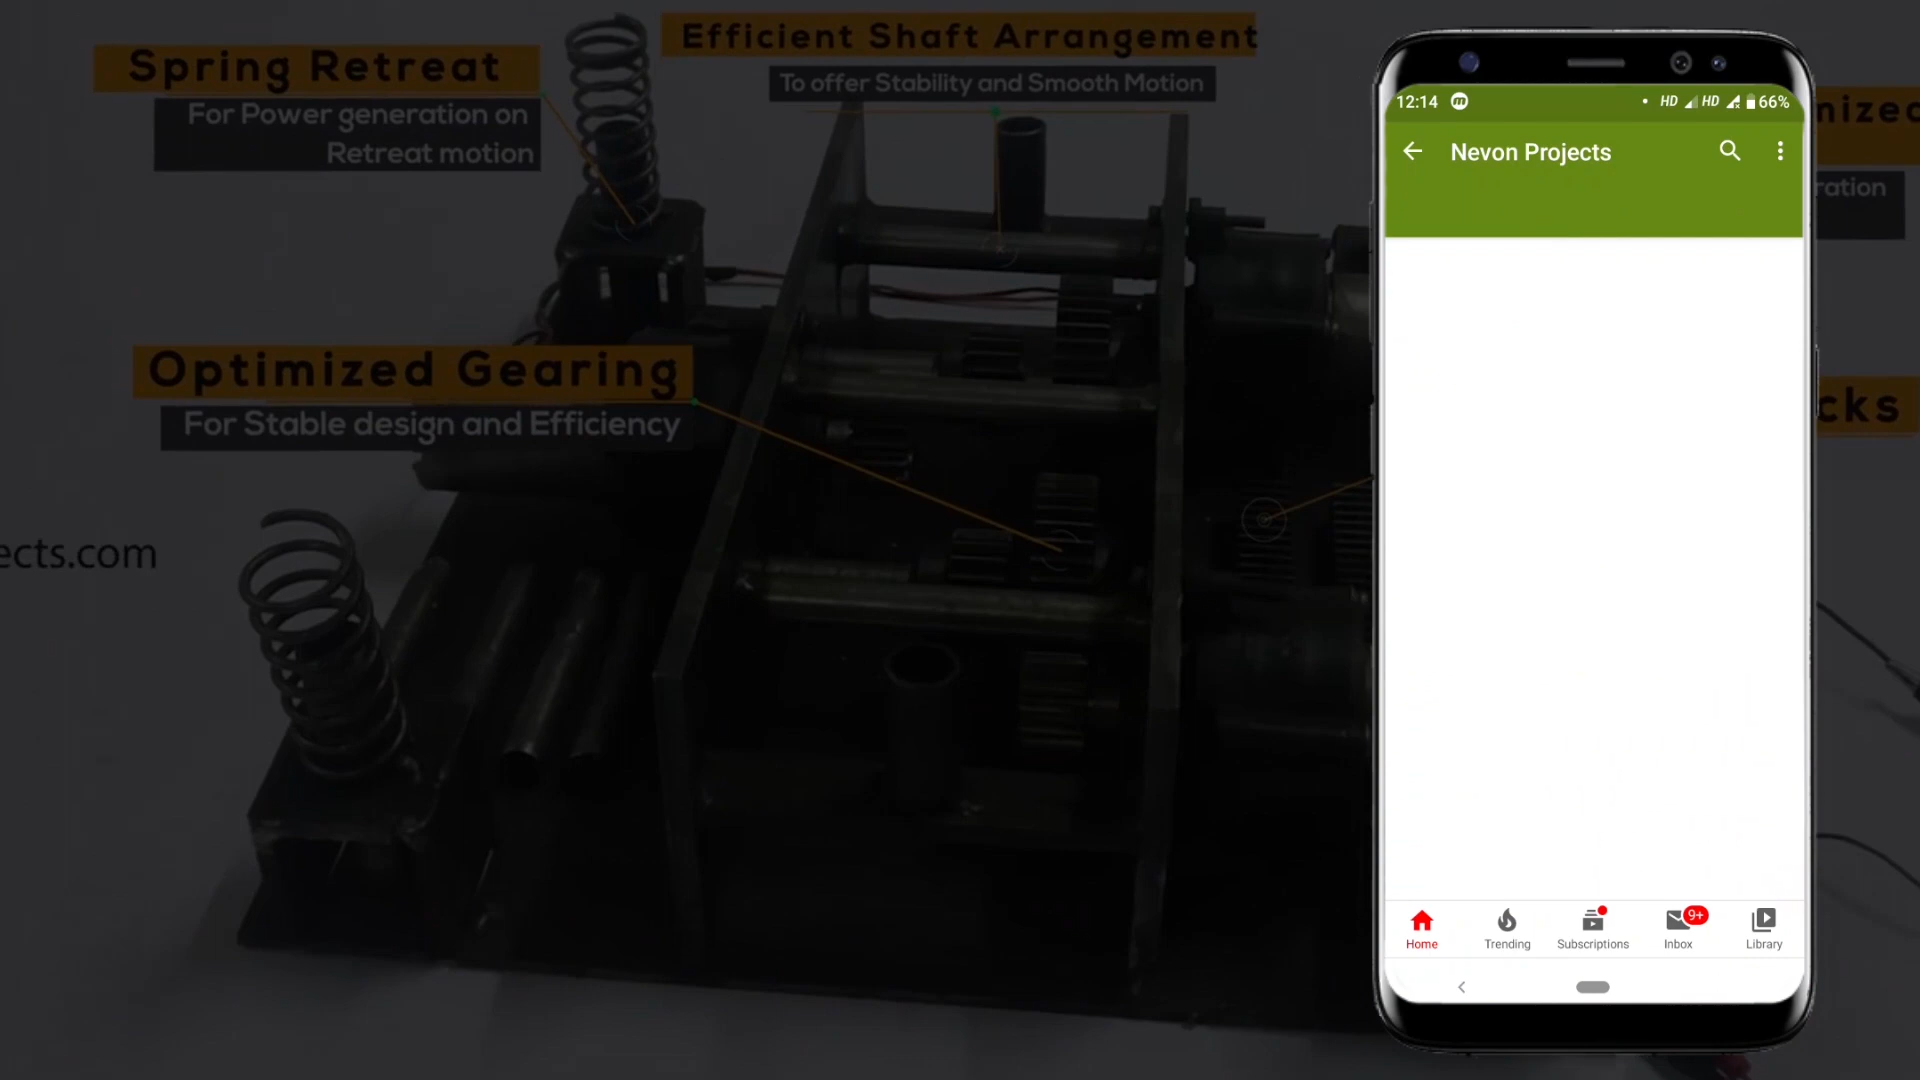 Spring Retreat
For Power generation on
Retreat motion
Efficient Shaft Arrangement
To offer Stability and Smooth Motion
Optimized Gearing
For Stable design and Efficiency
ects.com
mized
ration
cks
12:14
HD HD 66%
Nevon Projects
9+
Home Trending Subscriptions Inbox Library